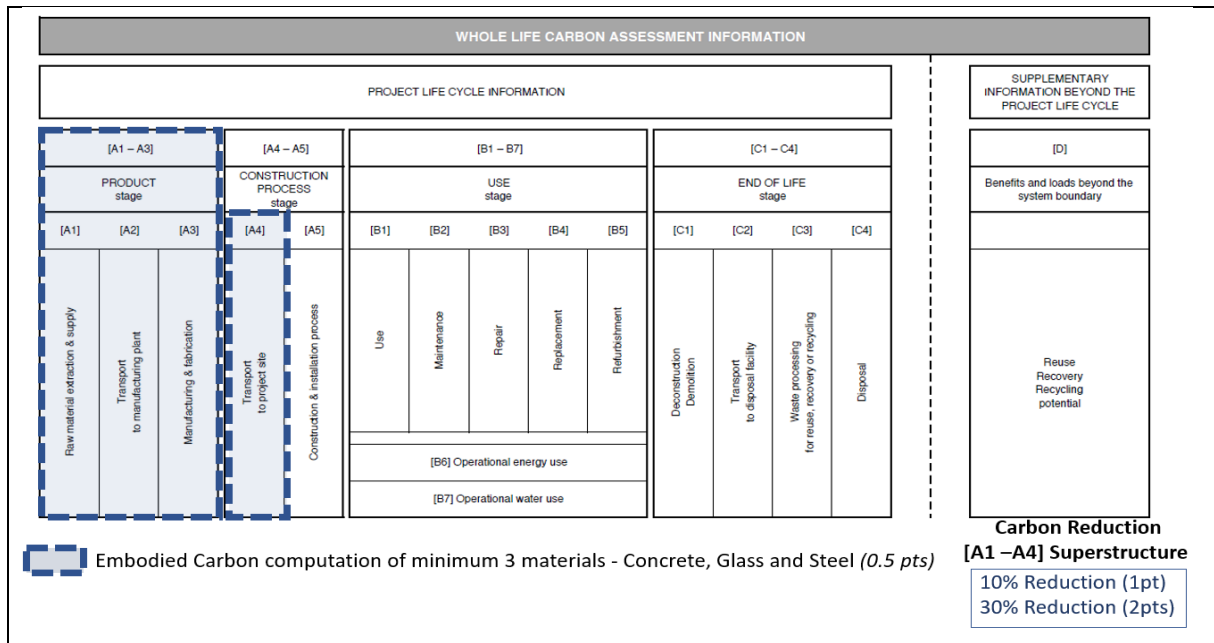 WHOLE LIFE CARBON ASSESSMENT INFORMATION
PROJECT LIFE CYCLE INFORMATION
SUPPLEMENTARY
INFORMATION BEYOND THE
PROJECT LIFE CYCLE
[A1 – A3]
[A4 – A5]
[B1 – B7]
[C1 – C4]
[D]
PRODUCT
stage
CONSTRUCTION
PROCESS
stage
USE
stage
END OF LIFE
stage
Benefits and loads beyond the
system boundary
[A1]
[A2]
[A3]
[A4]
[A5]
[B1]
[B2]
[B3]
[B4]
[B5]
[C1]
[C2]
[C3]
[C4]
Raw material extraction & supply
Transport
to manufacturing plant
Manufacturing & fabrication
Transport
to project site
Construction & installation process
Use
Maintenance
Repair
Replacement
Refurbishment
Deconstruction
Demolition
Transport
to disposal facility
Waste processing
for reuse, recovery or recycling
Disposal
Reuse
Recovery
Recycling
potential
[B6] Operational energy use
[B7] Operational water use
Embodied Carbon computation of minimum 3 materials - Concrete, Glass and Steel (0.5 pts)
Carbon Reduction
[A1 –A4] Superstructure
10% Reduction (1pt)
30% Reduction (2pts)